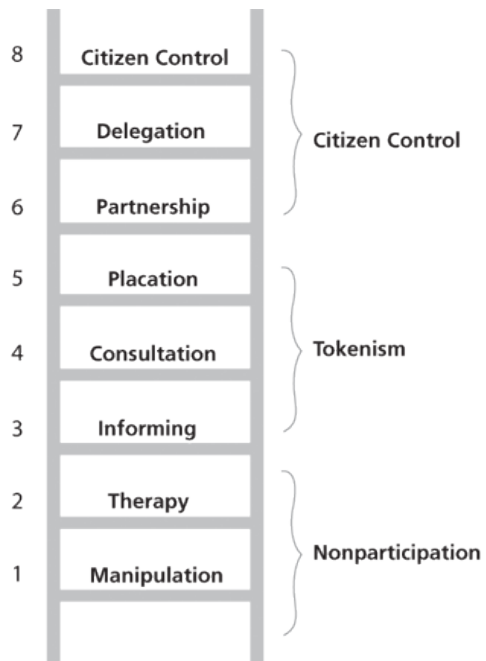 8 Citizen Control
7 Delegation
Citizen Control
6 Partnership
5 Placation
4 Consultation
Tokenism
3 Informing
2 Therapy
Nonparticipation
1 Manipulation